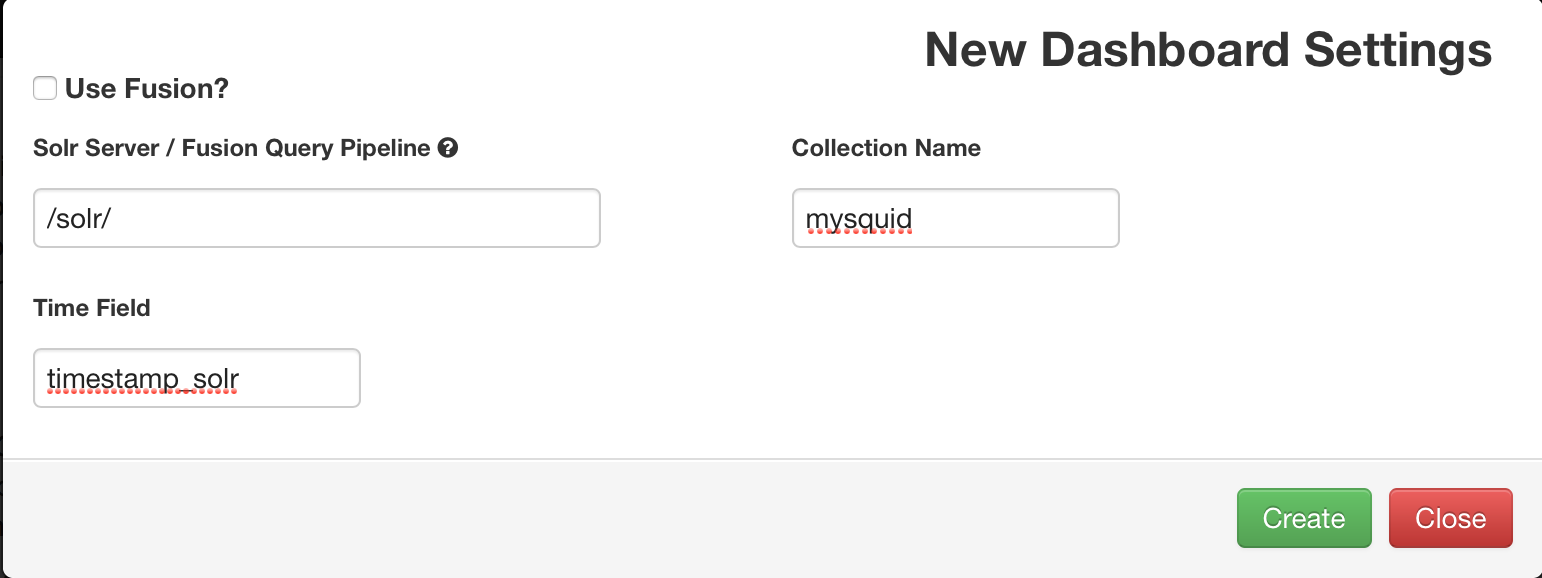 New Dashboard Settings
Use Fusion?
Solr Server / Fusion Query Pipeline ?
Collection Name
/solr/
mysquid
Time Field
timestamp_solr
Create
Close